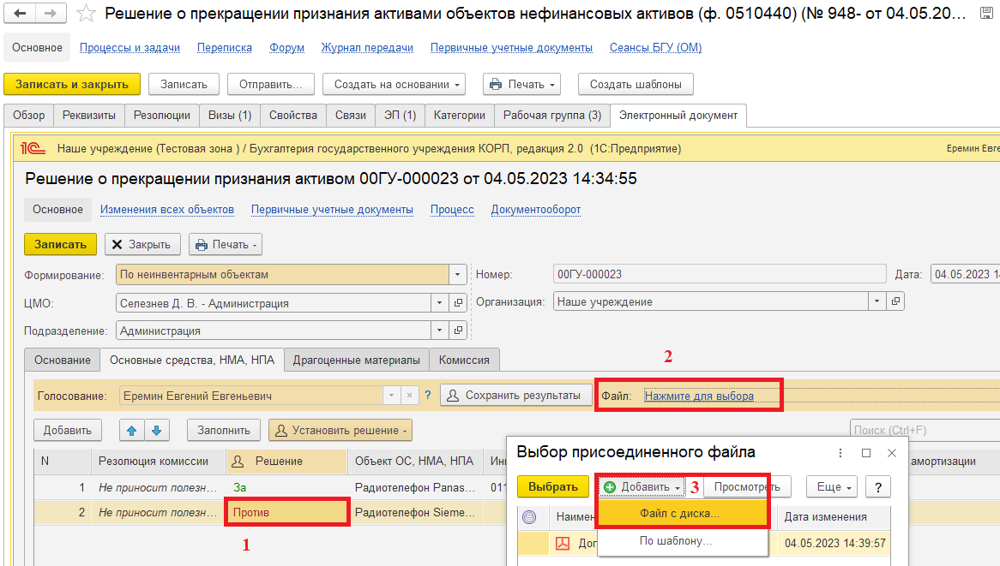 Решение о прекращении признания активами объектов нефинансовых активов (ф. 0510440) (№ 948- от 04.05.20...
Основное Процессы и задачи Переписка Форум Журнал передачи Первичные учетные документы Сеансы БГУ (ОМ)
Записать и закрыть Записать Отправить... Создать на основании Печать Создать шаблоны
Обзор Реквизиты Резолюции Визы (1) Свойства Связи ЭП (1) Категории Рабочая группа (3) Электронный документ
1С Наше учреждение (Тестовая зона ) / Бухгалтерия государственного учреждения КОРП, редакция 2.0 (1С:Предприятие) Еремин Евге
Решение о прекращении признания активом 00ГУ-000023 от 04.05.2023 14:34:55
Основное Изменения всех объектов Первичные учетные документы Процесс Документооборот
Записать Закрыть Печать
Формирование: По неинвентарным объектам Номер: 00ГУ-000023 Дата: 04.05.2023 14
ЦМО: Селезнев Д. В. - Администрация Организация: Наше учреждение
Подразделение: Администрация
Основание Основные средства, НМА, НПА Драгоценные материалы Комиссия
2
Голосование: Еремин Евгений Евгеньевич ? Сохранить результаты Файл: Нажмите для выбора
Добавить Заполнить Установить решение Поиск (Ctrl+F)
N Резолюция комиссии Решение Объект ОС, НМА, НПА Инв амортизации
1 Не приносит полезн... За Радиотелефон Panas... 011
2 Не приносит полезн... Против Радиотелефон Sieme...
1
Выбор присоединенного файла
Выбрать Добавить 3 Просмотреть Еще ?
Наимен Дата изменения
Файл с диска...
Дог 04.05.2023 14:39:57
По шаблону...